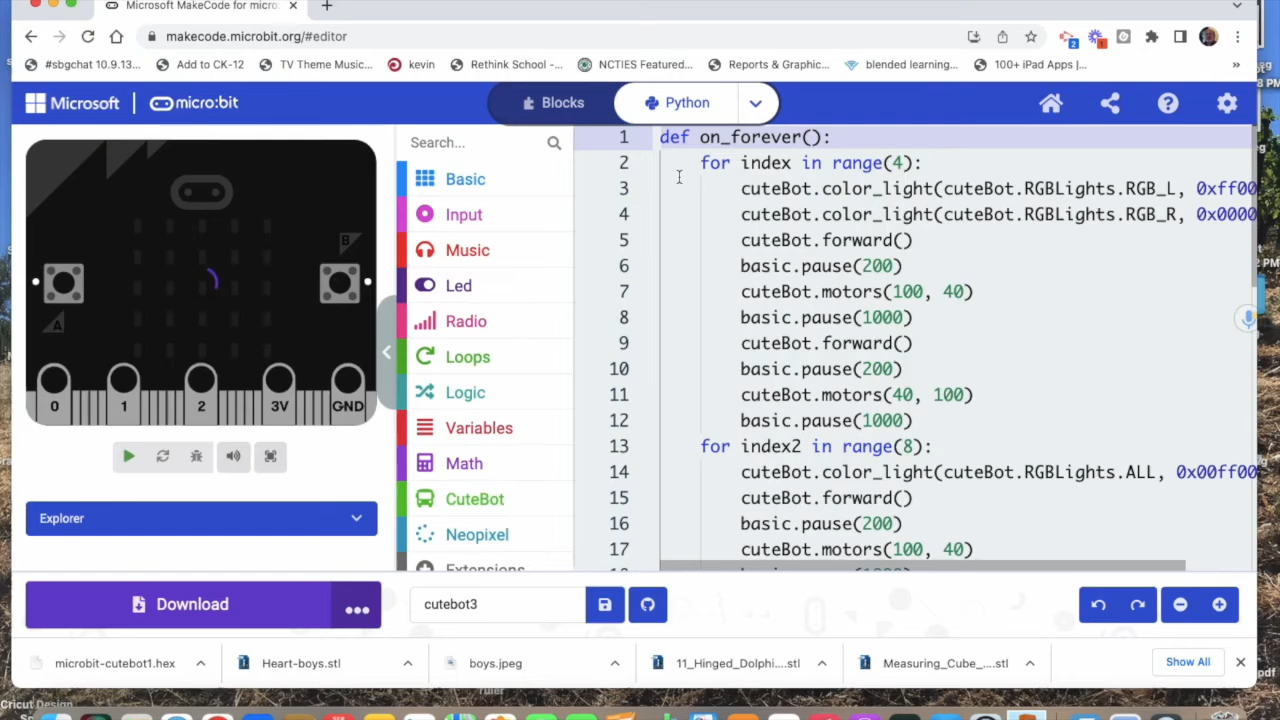 Microsoft MakeCode for micro:
makecode.microbit.org/#editor
2
1
#sbgchat 10.9.13...
Add to CK-12
TV Theme Music...
kevin
Rethink School -...
NCTIES Featured...
Reports & Graphic...
blended learning...
100+ iPad Apps |...
»
Microsoft
micro:bit
Blocks
Python
A
B
0
1
2
3V
GND
Explorer
Search...
Basic
Input
Music
Led
Radio
Loops
Logic
Variables
Math
CuteBot
Neopixel
Extensions
1 def on_forever():
2 for index in range(4):
3 cuteBot.color_light(cuteBot.RGBLights.RGB_L, 0xff00
4 cuteBot.color_light(cuteBot.RGBLights.RGB_R, 0x0000
5 cuteBot.forward()
6 basic.pause(200)
7 cuteBot.motors(100, 40)
8 basic.pause(1000)
9 cuteBot.forward()
10 basic.pause(200)
11 cuteBot.motors(40, 100)
12 basic.pause(1000)
13 for index2 in range(8):
14 cuteBot.color_light(cuteBot.RGBLights.ALL, 0x00ff00
15 cuteBot.forward()
16 basic.pause(200)
17 cuteBot.motors(100, 40)
Download
cutebot3
microbit-cutebot1.hex
Heart-boys.stl
boys.jpeg
11_Hinged_Dolphi....stl
Measuring_Cube_....stl
Show All
ruler
Cricut Design